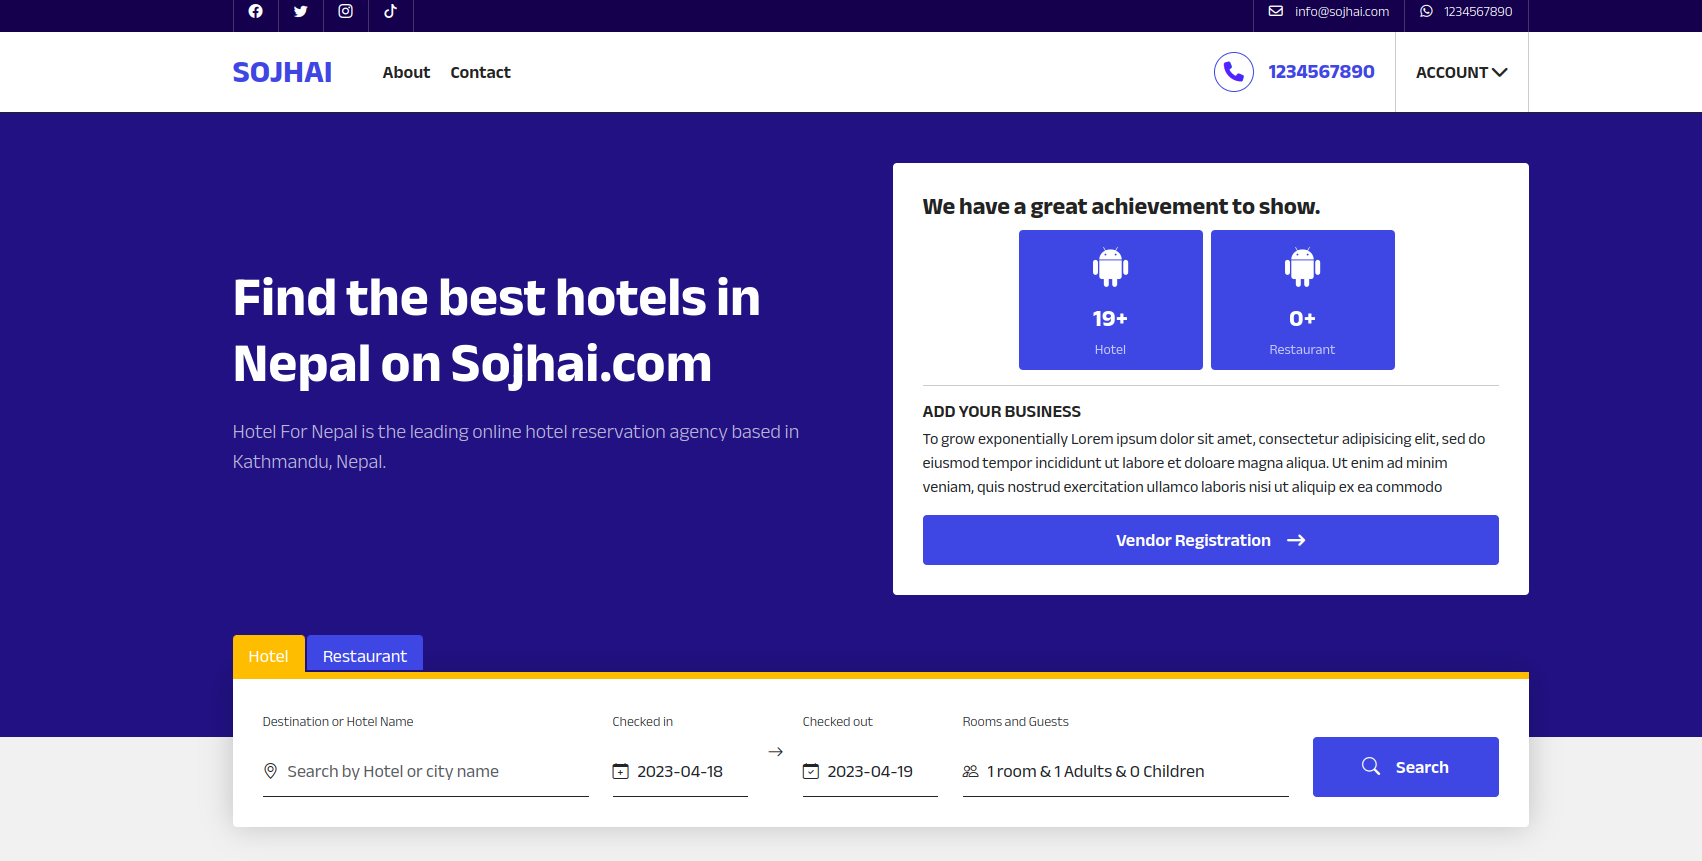 info@sojhai.com
1234567890
SOJHAI
About
Contact
1234567890
ACCOUNT
Find the best hotels in
Nepal on Sojhai.com
Hotel For Nepal is the leading online hotel reservation agency based in
Kathmandu, Nepal.
We have a great achievement to show.
19+
Hotel
0+
Restaurant
ADD YOUR BUSINESS
To grow exponentially Lorem ipsum dolor sit amet, consectetur adipisicing elit, sed do
eiusmod tempor incididunt ut labore et doloare magna aliqua. Ut enim ad minim
veniam, quis nostrud exercitation ullamco laboris nisi ut aliquip ex ea commodo
Vendor Registration
Hotel
Restaurant
Destination or Hotel Name
Search by Hotel or city name
Checked in
2023-04-18
Checked out
2023-04-19
Rooms and Guests
1 room & 1 Adults & 0 Children
Search